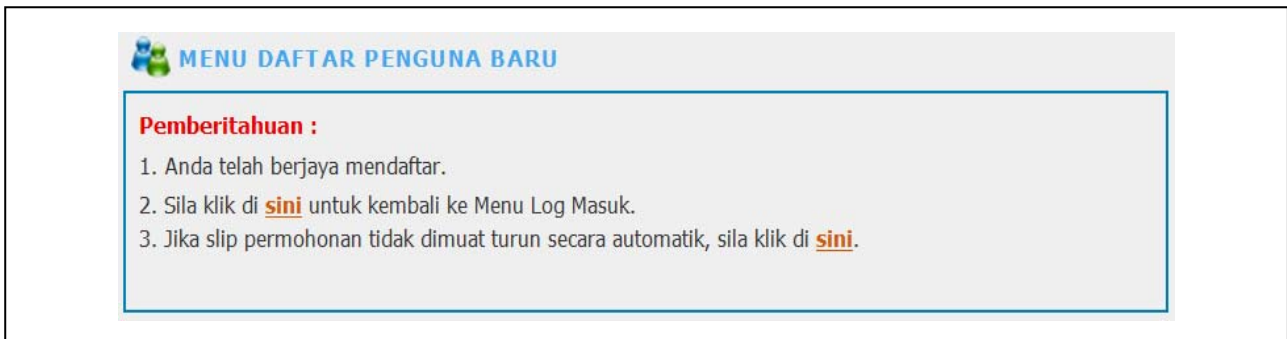 MENU DAFTAR PENGUNA BARU
Pemberitahuan :
1. Anda telah berjaya mendaftar.
2. Sila klik di sini untuk kembali ke Menu Log Masuk.
3. Jika slip permohonan tidak dimuat turun secara automatik, sila klik di sini.